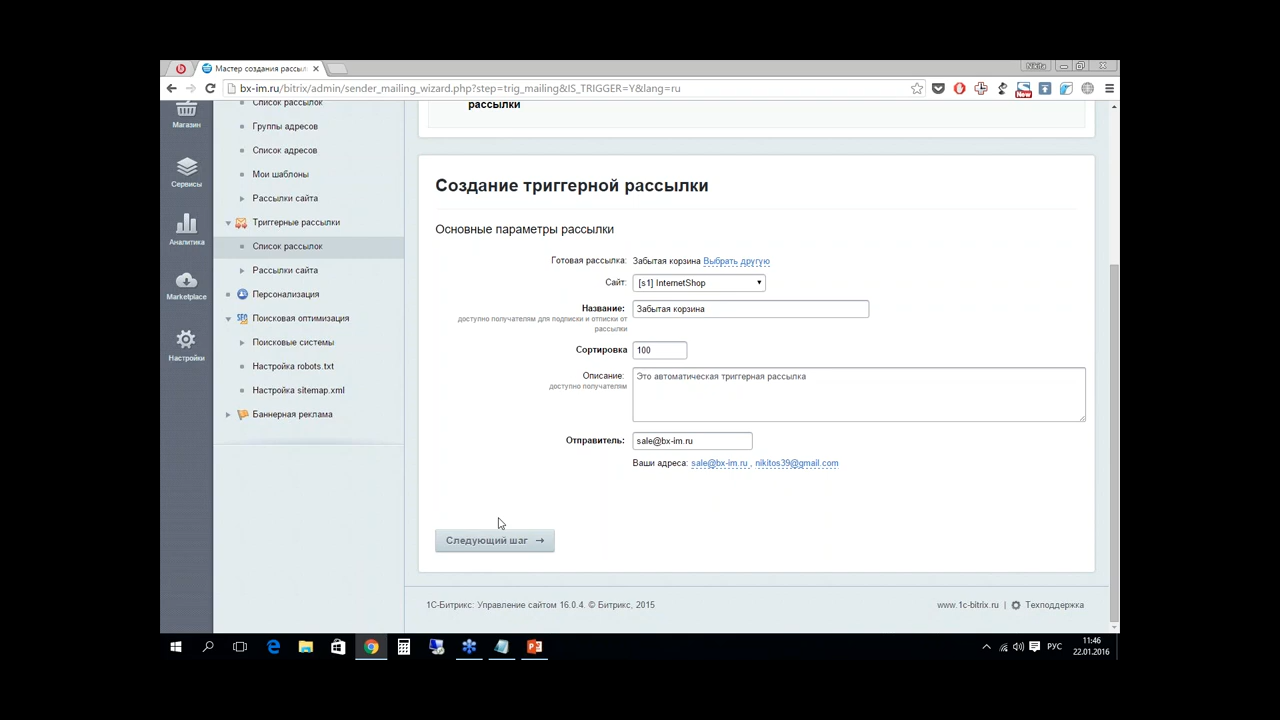 Мастер создания рассыл
Nikita
bx-im.ru/bitrix/admin/sender_mailing_wizard.php?step=trig_mailing&IS_TRIGGER=Y&lang=ru
New
Магазин
Сервисы
Аналитика
Marketplace
Настройки
Список рассылок
Группы адресов
Список адресов
Мои шаблоны
Рассылки сайта
Триггерные рассылки
Список рассылок
Рассылки сайта
Персонализация
Поисковая оптимизация
Поисковые системы
Настройка robots.txt
Настройка sitemap.xml
Баннерная реклама
рассылки
Создание триггерной рассылки
Основные параметры рассылки
Готовая рассылка: Забытая корзина Выбрать другую
Сайт: [s1] InternetShop
Название: Забытая корзина
доступно получателям для подписки и отписки от
рассылки
Сортировка 100
Описание: Это автоматическая триггерная рассылка
доступно получателям
Отправитель: sale@bx-im.ru
Ваши адреса: sale@bx-im.ru , nikitos39@gmail.com
Следующий шаг →
1С-Битрикс: Управление сайтом 16.0.4. © Битрикс, 2015
www.1c-bitrix.ru | Техподдержка
РУС
11:46
22.01.2016